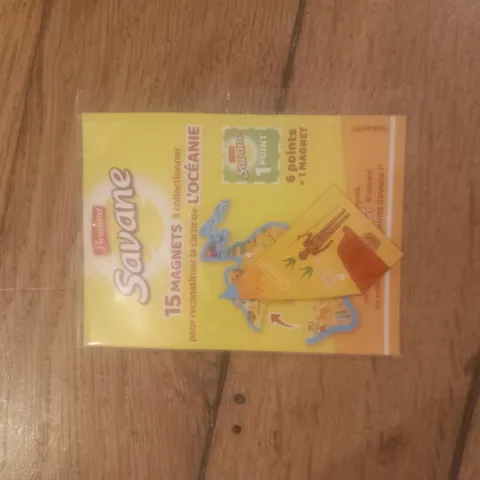 Brossard
Savane
15 MAGNETS à collectionner
pour reconstituer la carte de L'OCÉANIE
Savane
1 POINT
6 points
= 1 MAGNET